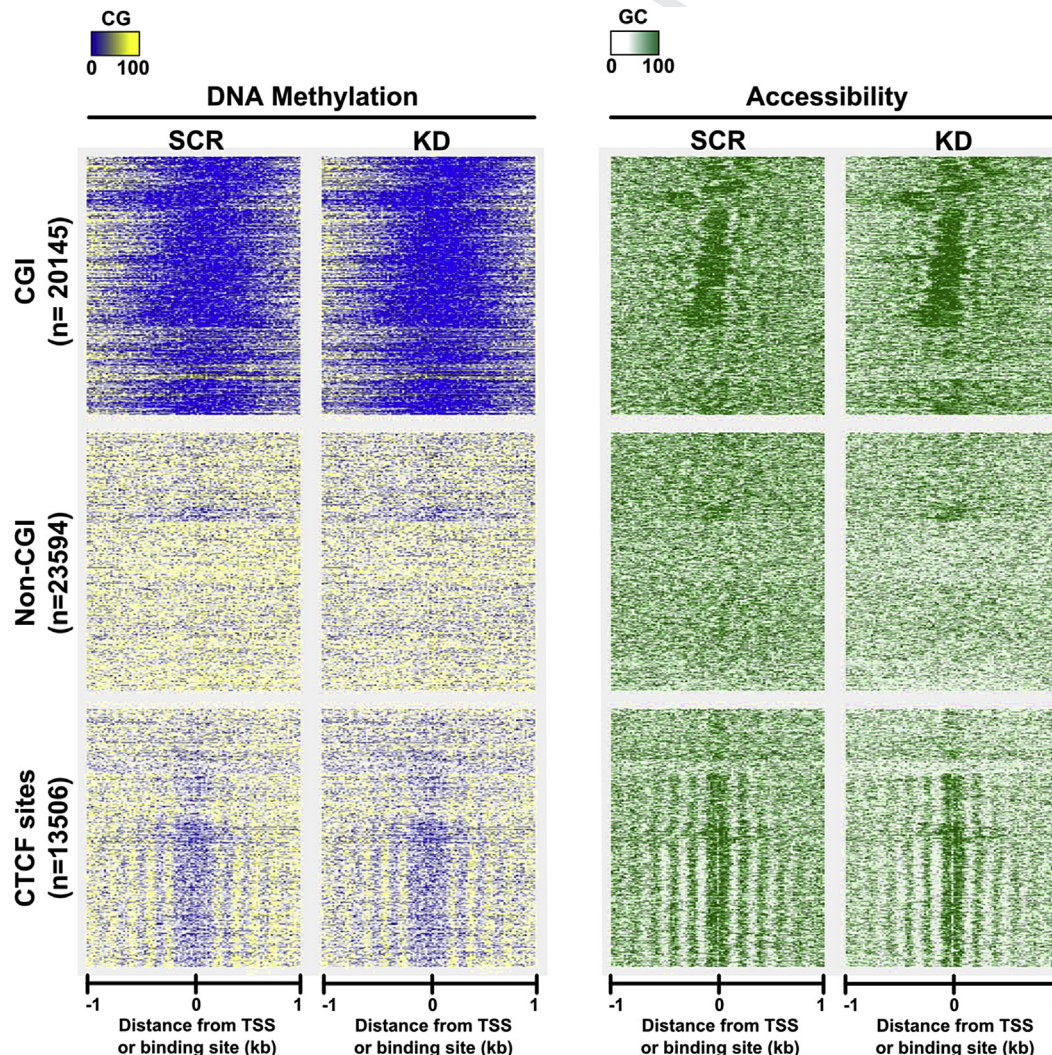 CG
0 100
GC
0 100
DNA Methylation
Accessibility
SCR
KD
SCR
KD
CGI
(n= 20145)
Non-CGI
(n=23594)
CTCF sites
(n=13506)
-1 0 1
-1 0 1
-1 0 1
-1 0
Distance from TSS
or binding site (kb)
Distance from TSS
or binding site (kb)
Distance from TSS
or binding site (kb)
Distance from TSS
or binding site (kb)